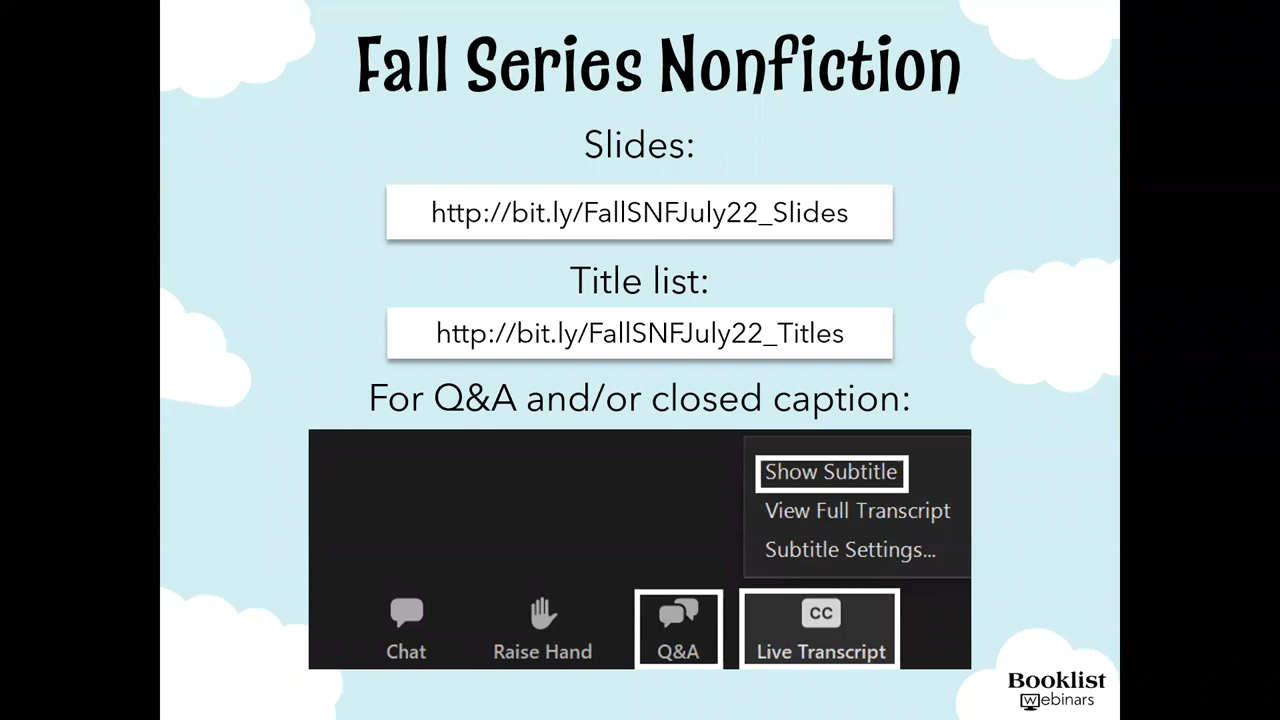 Fall Series Nonfiction
Slides:
http://bit.ly/FallSNFJuly22_Slides
Title list:
http://bit.ly/FallSNFJuly22_Titles
For Q&A and/or closed caption:
Show Subtitle
View Full Transcript
Subtitle Settings...
CC
Chat
Raise Hand
Q&A
Live Transcript
Booklist
Webinars